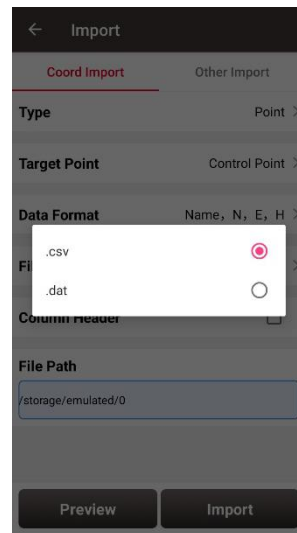 Import
Coord Import
Other Import
Type
Point
Target Point
Control Point
Data Format
Name，N，E，H
Fi
.csv
.dat
Column Header
File Path
/storage/emulated/0
Preview
Import